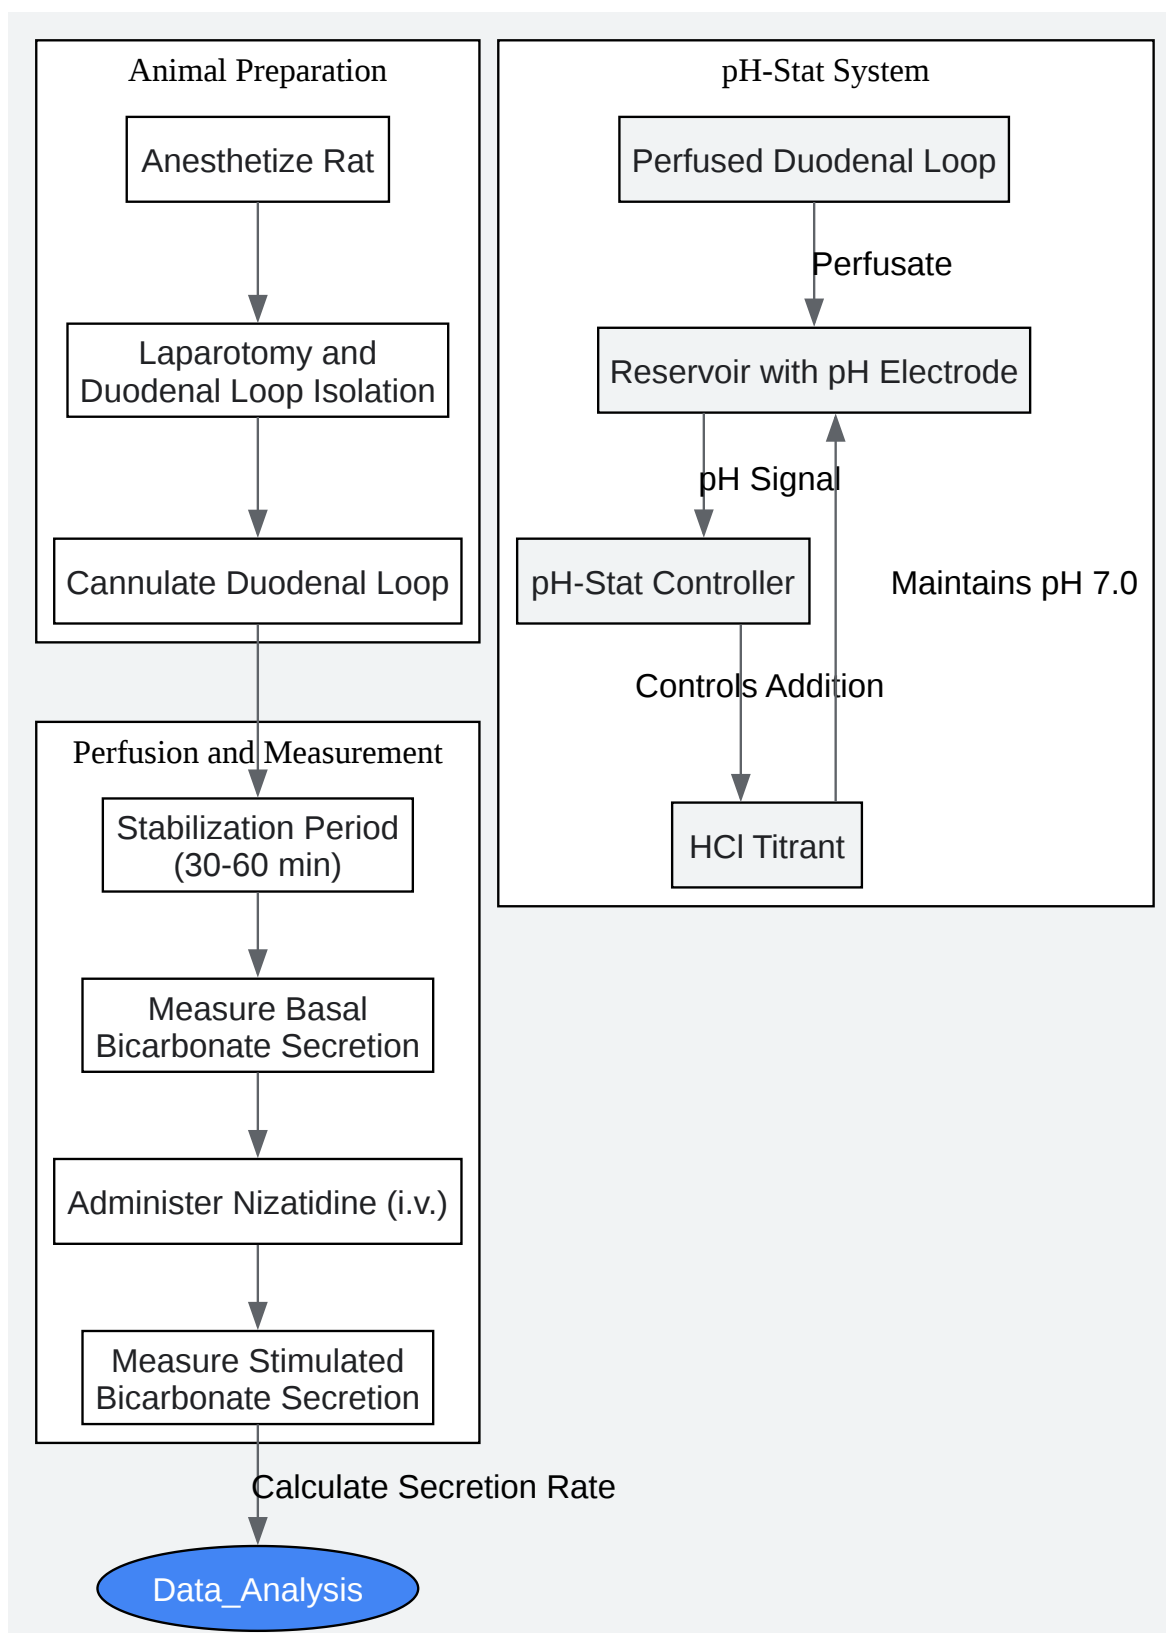 Animal Preparation
Anesthetize Rat
Laparotomy and
Duodenal Loop Isolation
Cannulate Duodenal Loop
Perfusion and Measurement
Stabilization Period
(30-60 min)
Measure Basal
Bicarbonate Secretion
Administer Nizatidine (i.v.)
Measure Stimulated
Bicarbonate Secretion
Calculate Secretion Rate
Data_Analysis
pH-Stat System
Perfused Duodenal Loop
Perfusate
Reservoir with pH Electrode
pH Signal
pH-Stat Controller
Maintains pH 7.0
Controls Addition
HCl Titrant